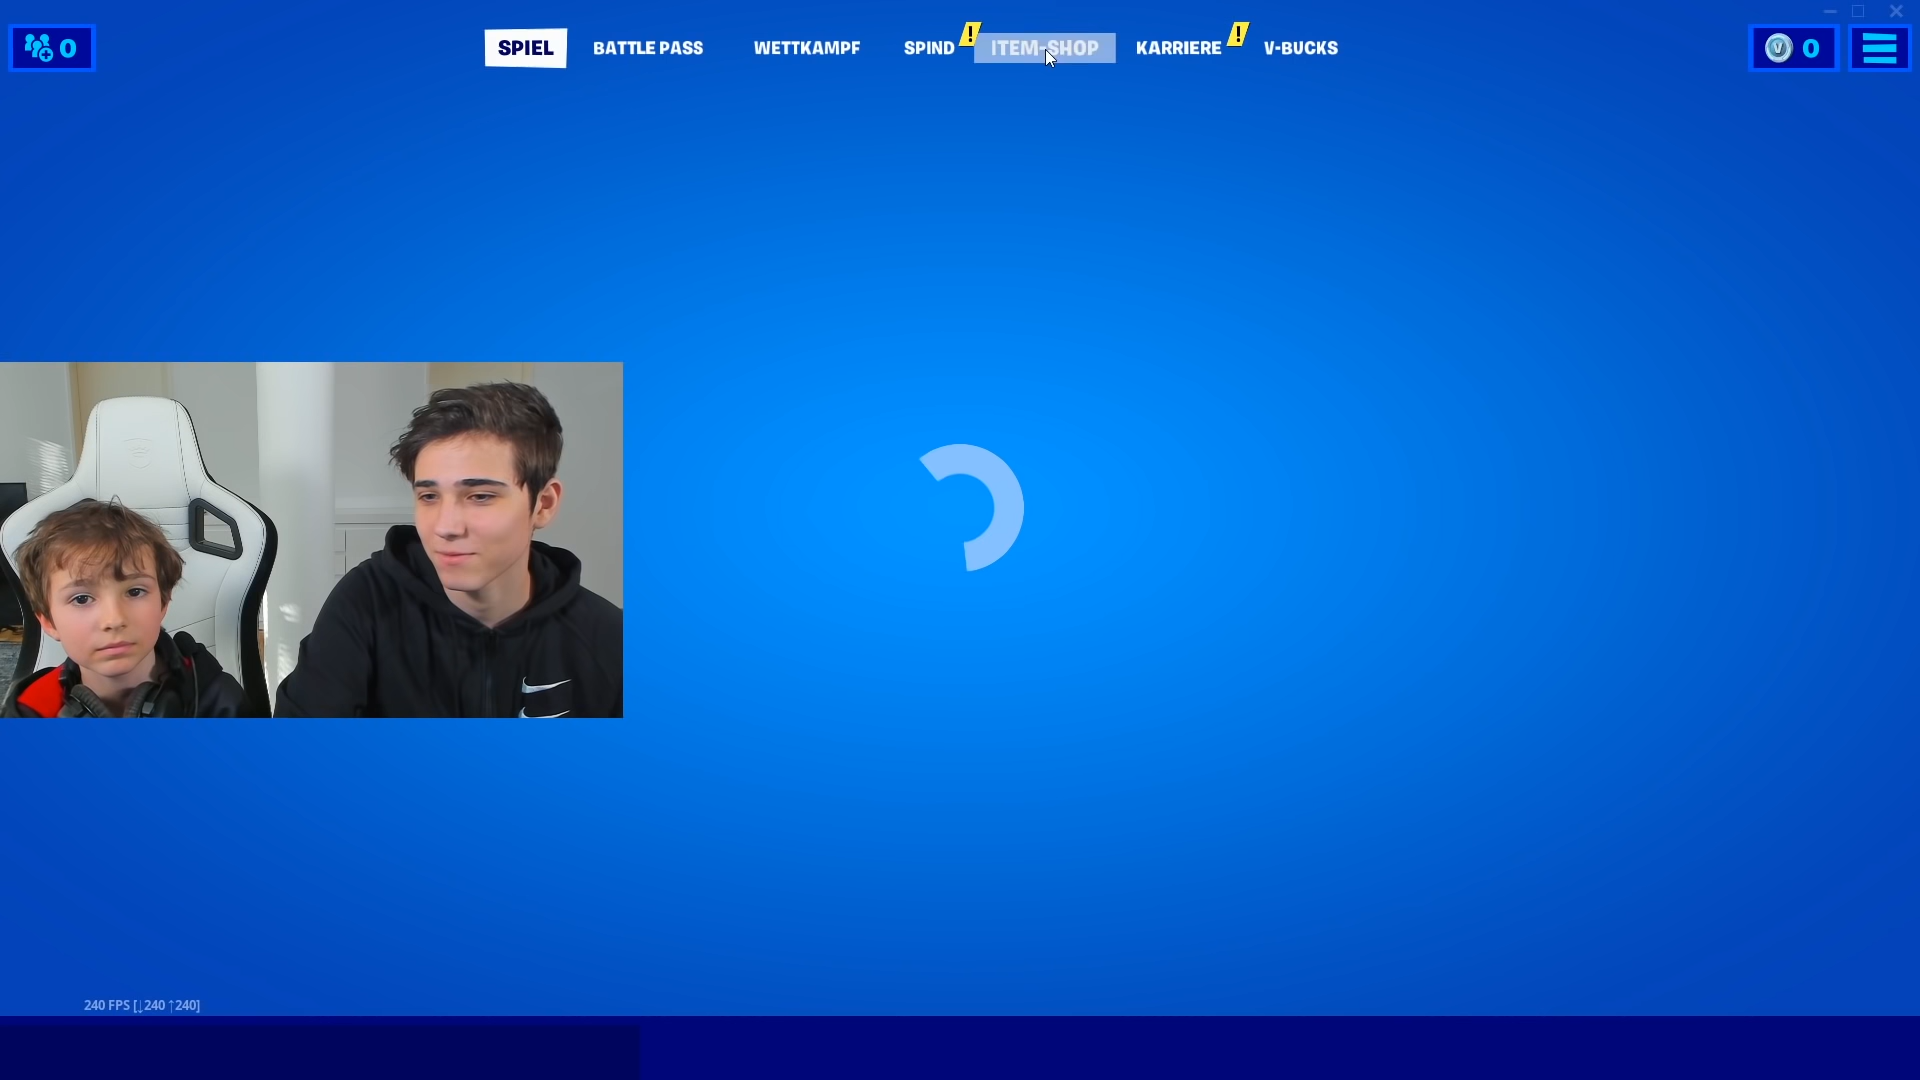 0
SPIEL
BATTLE PASS
WETTKAMPF
SPIND
!
ITEM-SHOP
KARRIERE
!
V-BUCKS
V
0
240 FPS [↓240 ↑240]